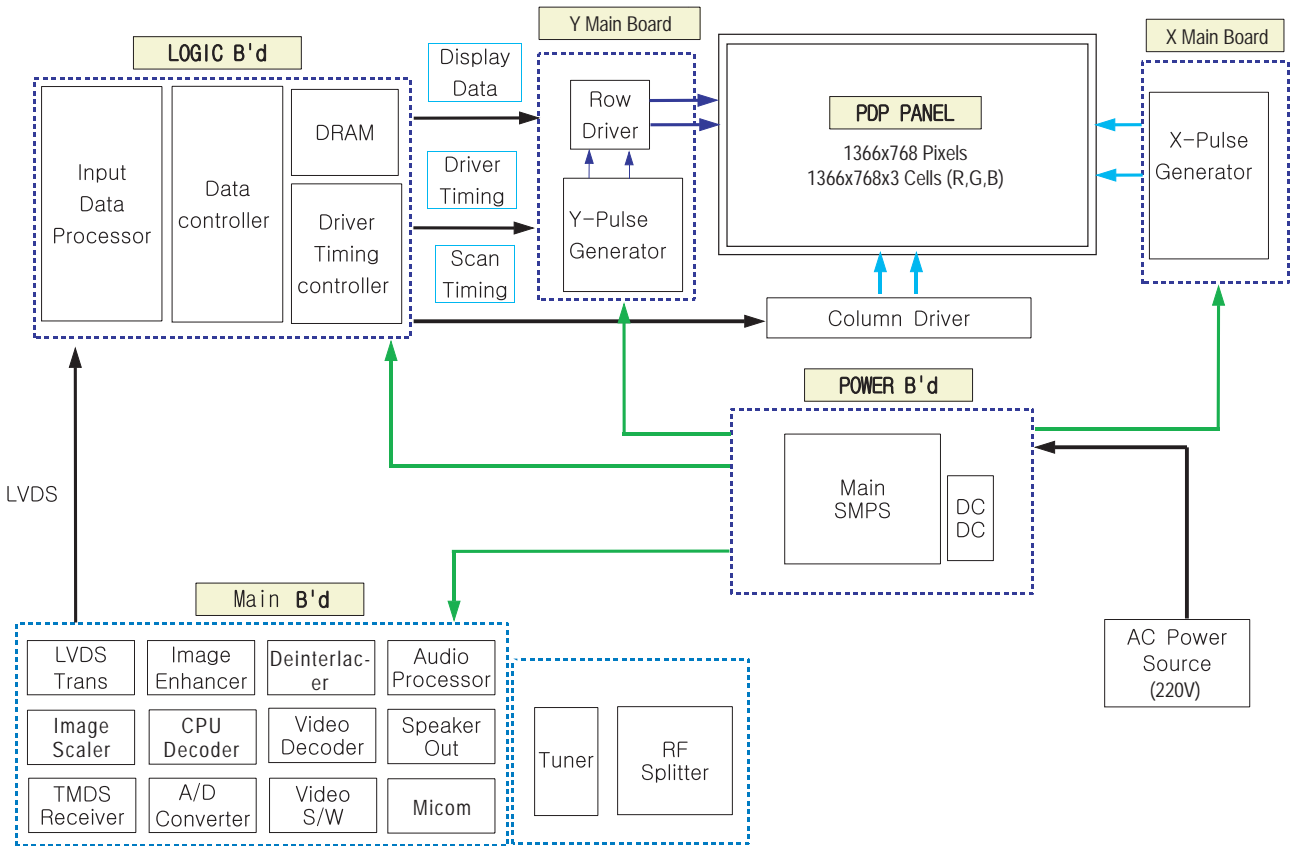 LOGIC B'd
Input
Data
Processor
Data
controller
DRAM
Driver
Timing
controller
Display
Data
Driver
Timing
Scan
Timing
Y Main Board
Row
Driver
Y-Pulse
Generator
PDP PANEL
1366x768 Pixels
1366x768x3 Cells (R,G,B)
X Main Board
X-Pulse
Generator
Column Driver
POWER B'd
Main
SMPS
DC
DC
LVDS
AC Power
Source
(220V)
Main B'd
LVDS
Trans
Image
Enhancer
Deinterlac-
er
Audio
Processor
Image
Scaler
CPU
Decoder
Video
Decoder
Speaker
Out
TMDS
Receiver
A/D
Converter
Video
S/W
Micom
Tuner
RF
Splitter